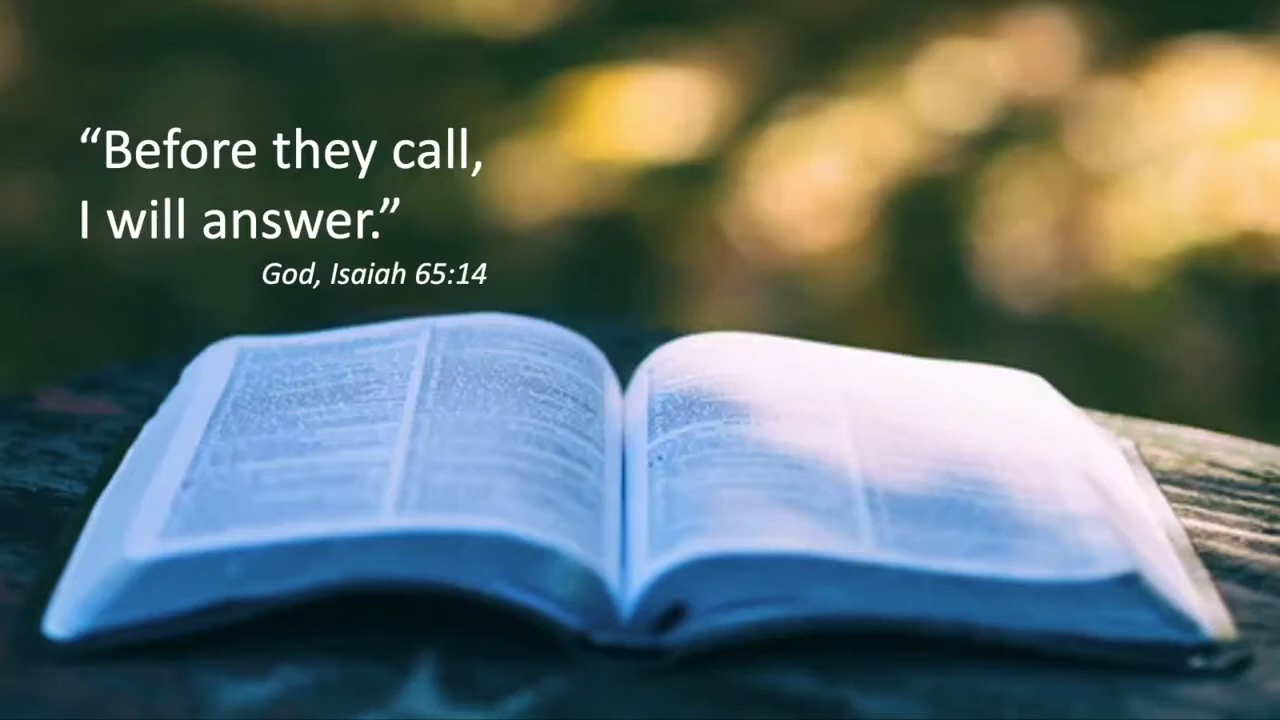 “Before they call,
I will answer.”
God, Isaiah 65:14